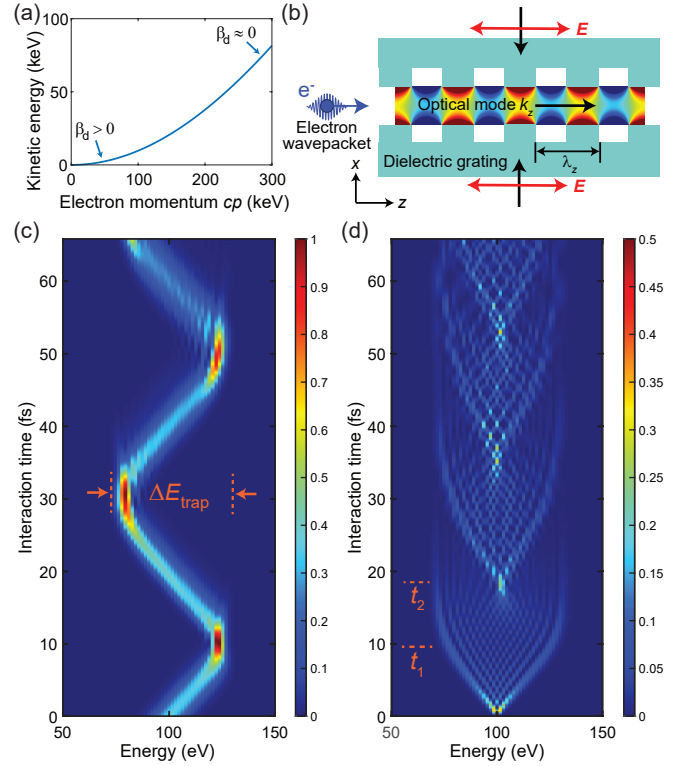 (a)
100
50
0
Kinetic energy (keV)
0 100 200 300
Electron momentum cp (keV)
β_d > 0
β_d ≈ 0
(b)
E
e⁻
Electron
wavepacket
Optical mode k_z
Dielectric grating
λ_z
x
z
E
(c)
60
50
40
30
20
10
0
Interaction time (fs)
ΔE_trap
50 100 150
Energy (eV)
1
0.9
0.8
0.7
0.6
0.5
0.4
0.3
0.2
0.1
0
(d)
60
50
40
30
20
10
0
Interaction time (fs)
t₂
t₁
50 100 150
Energy (eV)
0.5
0.45
0.4
0.35
0.3
0.25
0.2
0.15
0.1
0.05
0